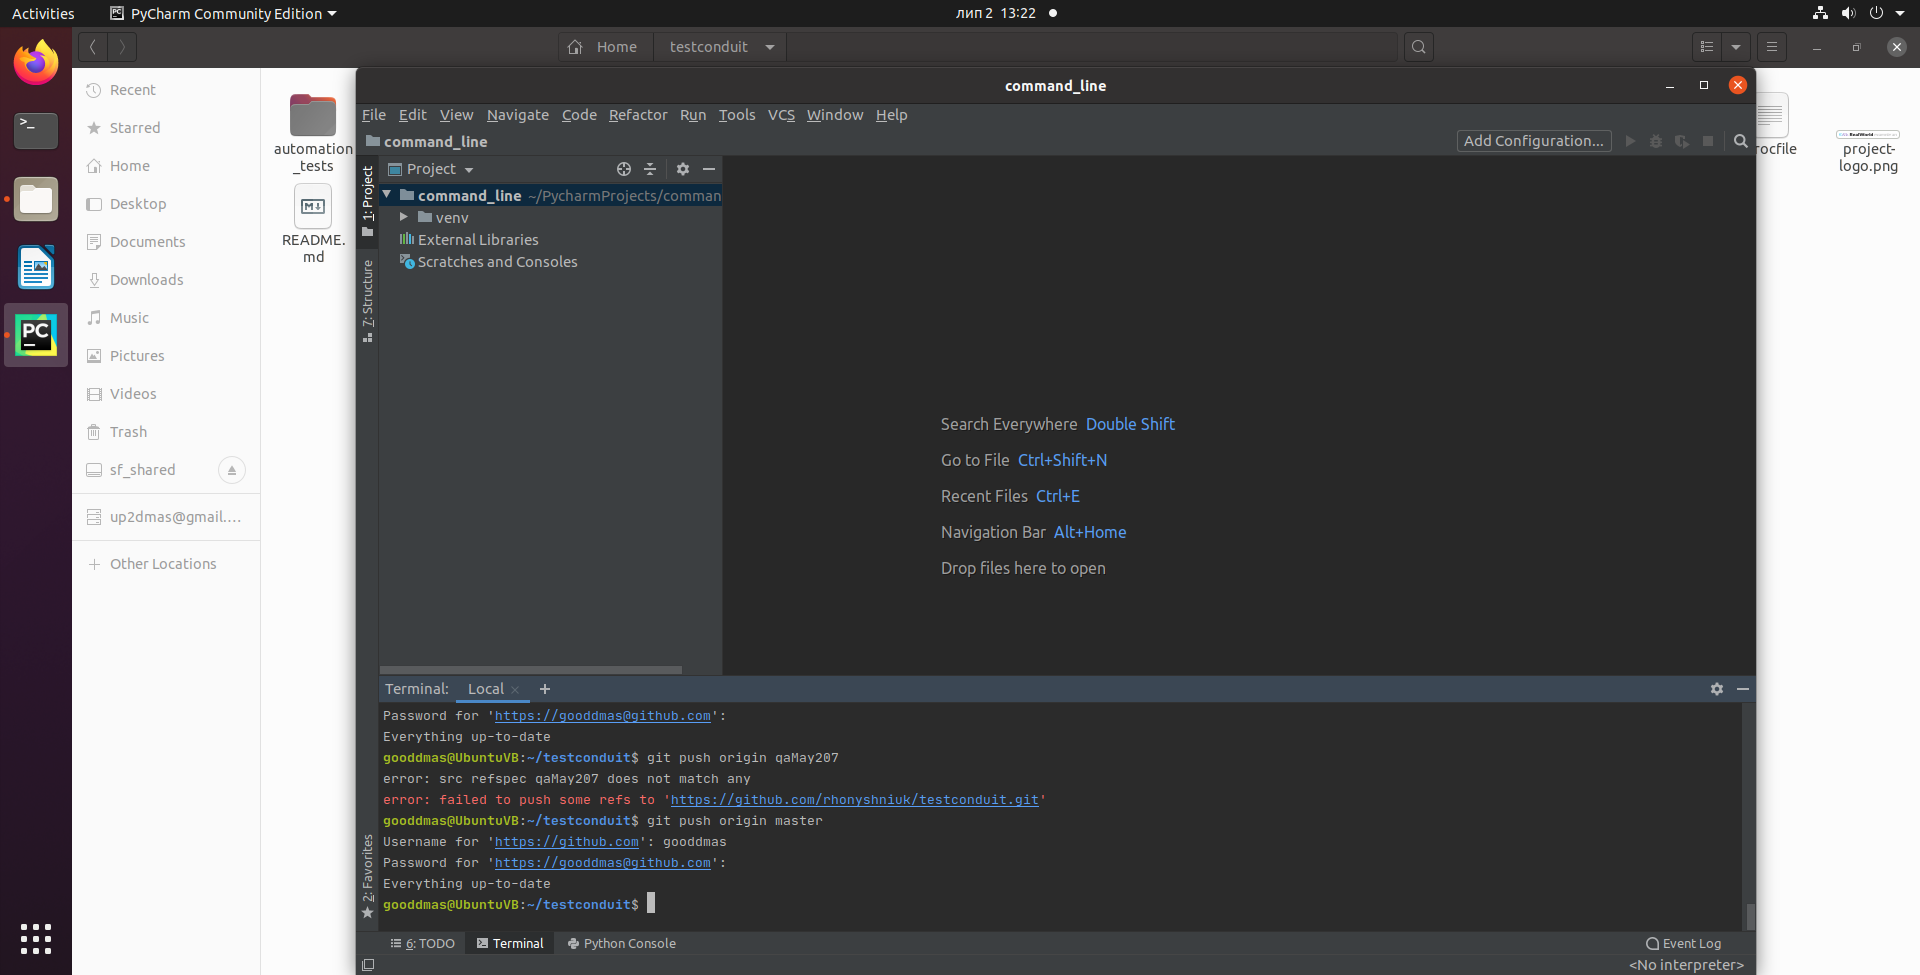 Activities
PyCharm Community Edition
лип 2 13:22
Home
testconduit
Recent
Starred
Home
Desktop
Documents
Downloads
Music
Pictures
Videos
Trash
sf_shared
up2dmas@gmail.…
Other Locations
automation
_tests
README.
md
rocfile
project-
logo.png
command_line
File Edit View Navigate Code Refactor Run Tools VCS Window Help
command_line
Add Configuration...
1: Project
7: Structure
2: Favorites
Project
command_line ~/PycharmProjects/comman
venv
External Libraries
Scratches and Consoles
Search Everywhere Double Shift
Go to File Ctrl+Shift+N
Recent Files Ctrl+E
Navigation Bar Alt+Home
Drop files here to open
Terminal: Local
Password for 'https://gooddmas@github.com':
Everything up-to-date
gooddmas@UbuntuVB:~/testconduit$ git push origin qaMay207
error: src refspec qaMay207 does not match any
error: failed to push some refs to 'https://github.com/rhonyshniuk/testconduit.git'
gooddmas@UbuntuVB:~/testconduit$ git push origin master
Username for 'https://github.com': gooddmas
Password for 'https://gooddmas@github.com':
Everything up-to-date
gooddmas@UbuntuVB:~/testconduit$
6: TODO
Terminal
Python Console
Event Log
<No interpreter>